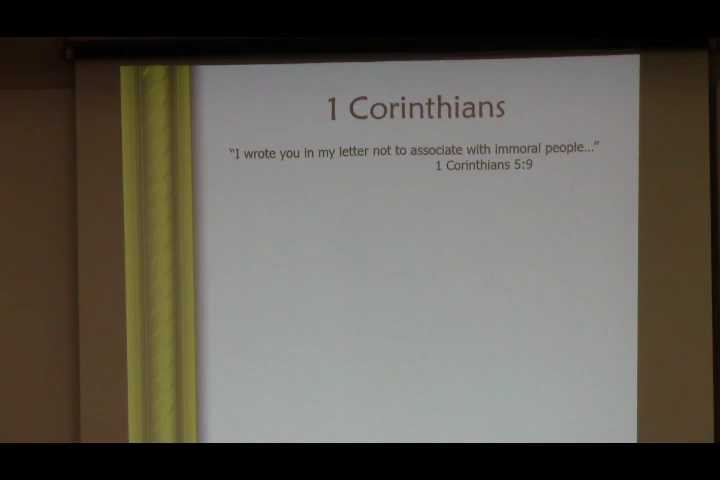 1 Corinthians
“I wrote you in my letter not to associate with immoral people...”
1 Corinthians 5:9